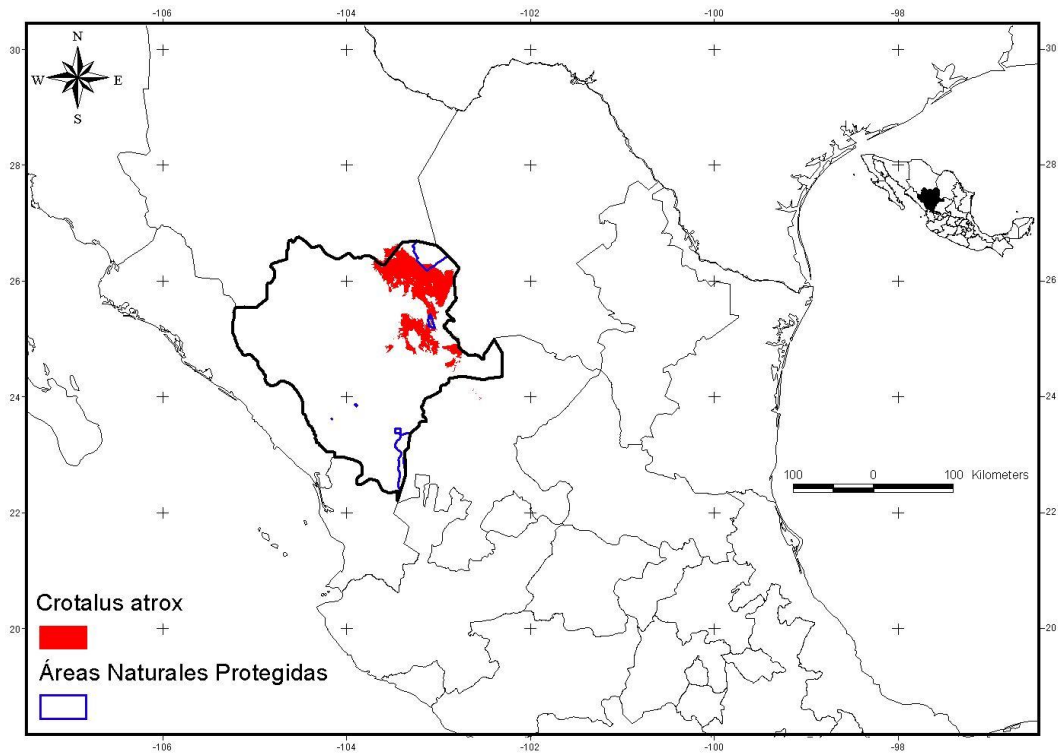 -106 -104 -102 -100 -98
30 30
N
W E
S
28 28
26 26
24 24
100 0 100 Kilometers
22 22
Crotalus atrox
20 20
Áreas Naturales Protegidas
-106 -104 -102 -100 -98